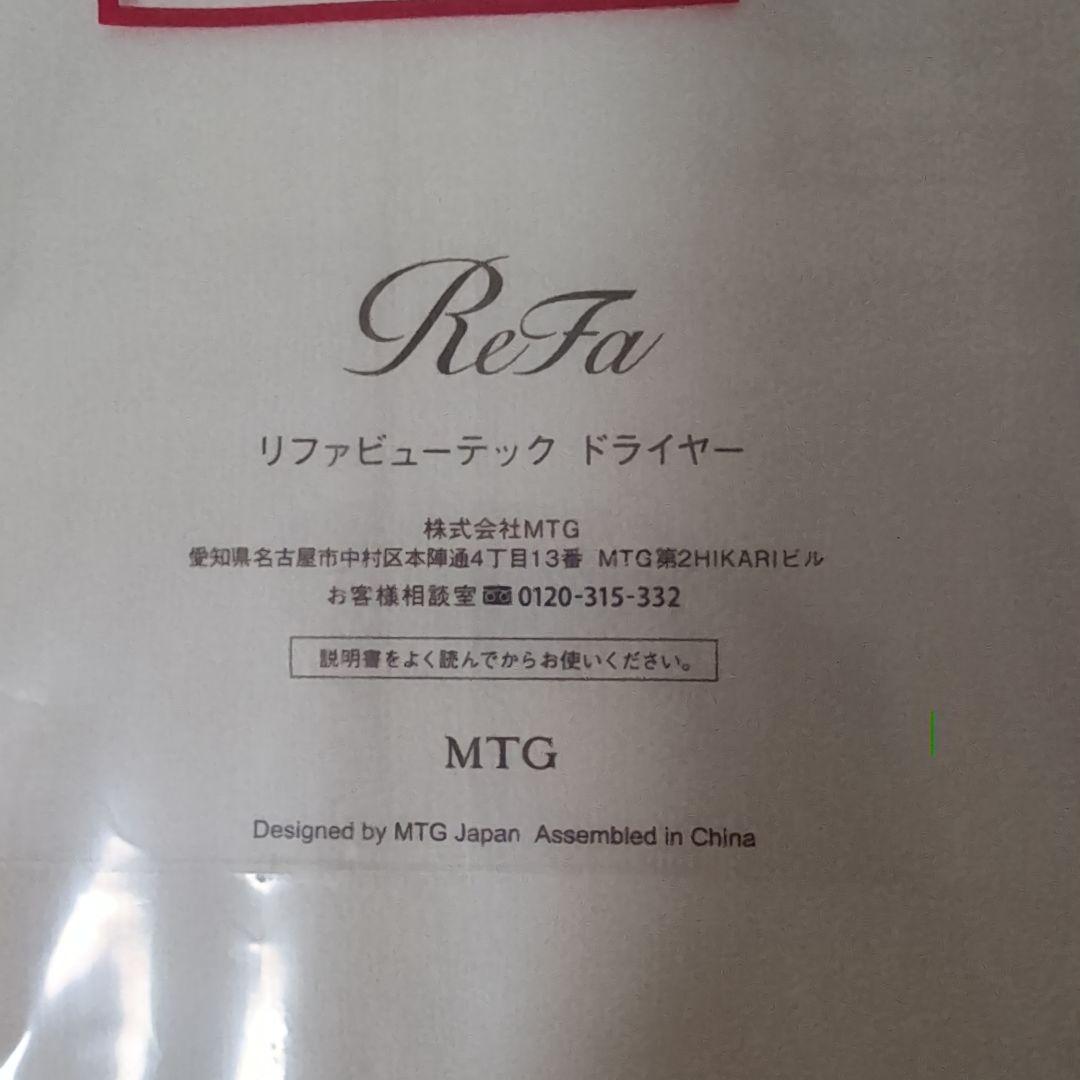 ReFa
リファビューテック ドライヤー
株式会社MTG
愛知県名古屋市中村区本陣通4丁目13番 MTG第2HIKARIビル
お客様相談室 0120-315-332
説明書をよく読んでからお使いください。
MTG
Designed by MTG Japan Assembled in China